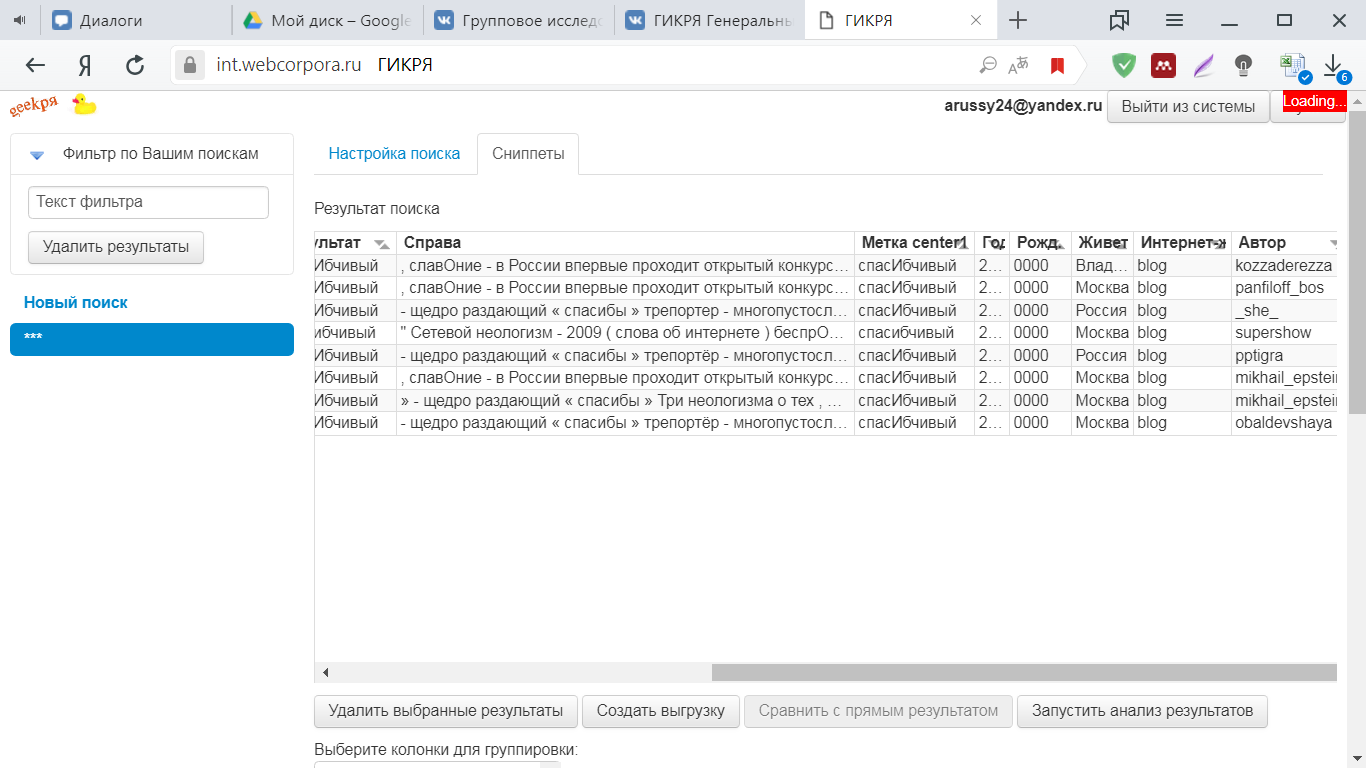 Диалоги Мой диск – Google Групповое исследо ГИКРЯ Генеральны ГИКРЯ
Я int.webcorpora.ru ГИКРЯ 6
geekря arussy24@yandex.ru Выйти из системы Loading...
Фильтр по Вашим поискам
Текст фильтра
Удалить результаты
Новый поиск
***
Настройка поиска Сниппеты
Результат поиска
ультат Справа Метка center1 Год Рожд. Живет Интернет-ж Автор
Ибчивый , славОние - в России впервые проходит открытый конкурс… спасИбчивый 2… 0000 Влад… blog kozzaderezza
Ибчивый , славОние - в России впервые проходит открытый конкурс… спасИбчивый 2… 0000 Москва blog panfiloff_bos
Ибчивый - щедро раздающий « спасибы » трепортер - многопустосл… спасИбчивый 2… 0000 Россия blog _she_
ибчивый " Сетевой неологизм - 2009 ( слова об интернете ) беспрО… спасибчивый 2… 0000 Москва blog supershow
Ибчивый - щедро раздающий « спасибы » трепортёр - многопустосл… спасИбчивый 2… 0000 Россия blog pptigra
Ибчивый , славОние - в России впервые проходит открытый конкурс… спасИбчивый 2… 0000 Москва blog mikhail_epstein
Ибчивый » - щедро раздающий « спасибы » Три неологизма о тех , … спасИбчивый 2… 0000 Москва blog mikhail_epstein
Ибчивый - щедро раздающий « спасибы » трепортёр - многопустосл… спасИбчивый 2… 0000 Москва blog obaldevshaya
Удалить выбранные результаты Создать выгрузку Сравнить с прямым результатом Запустить анализ результатов
Выберите колонки для группировки: